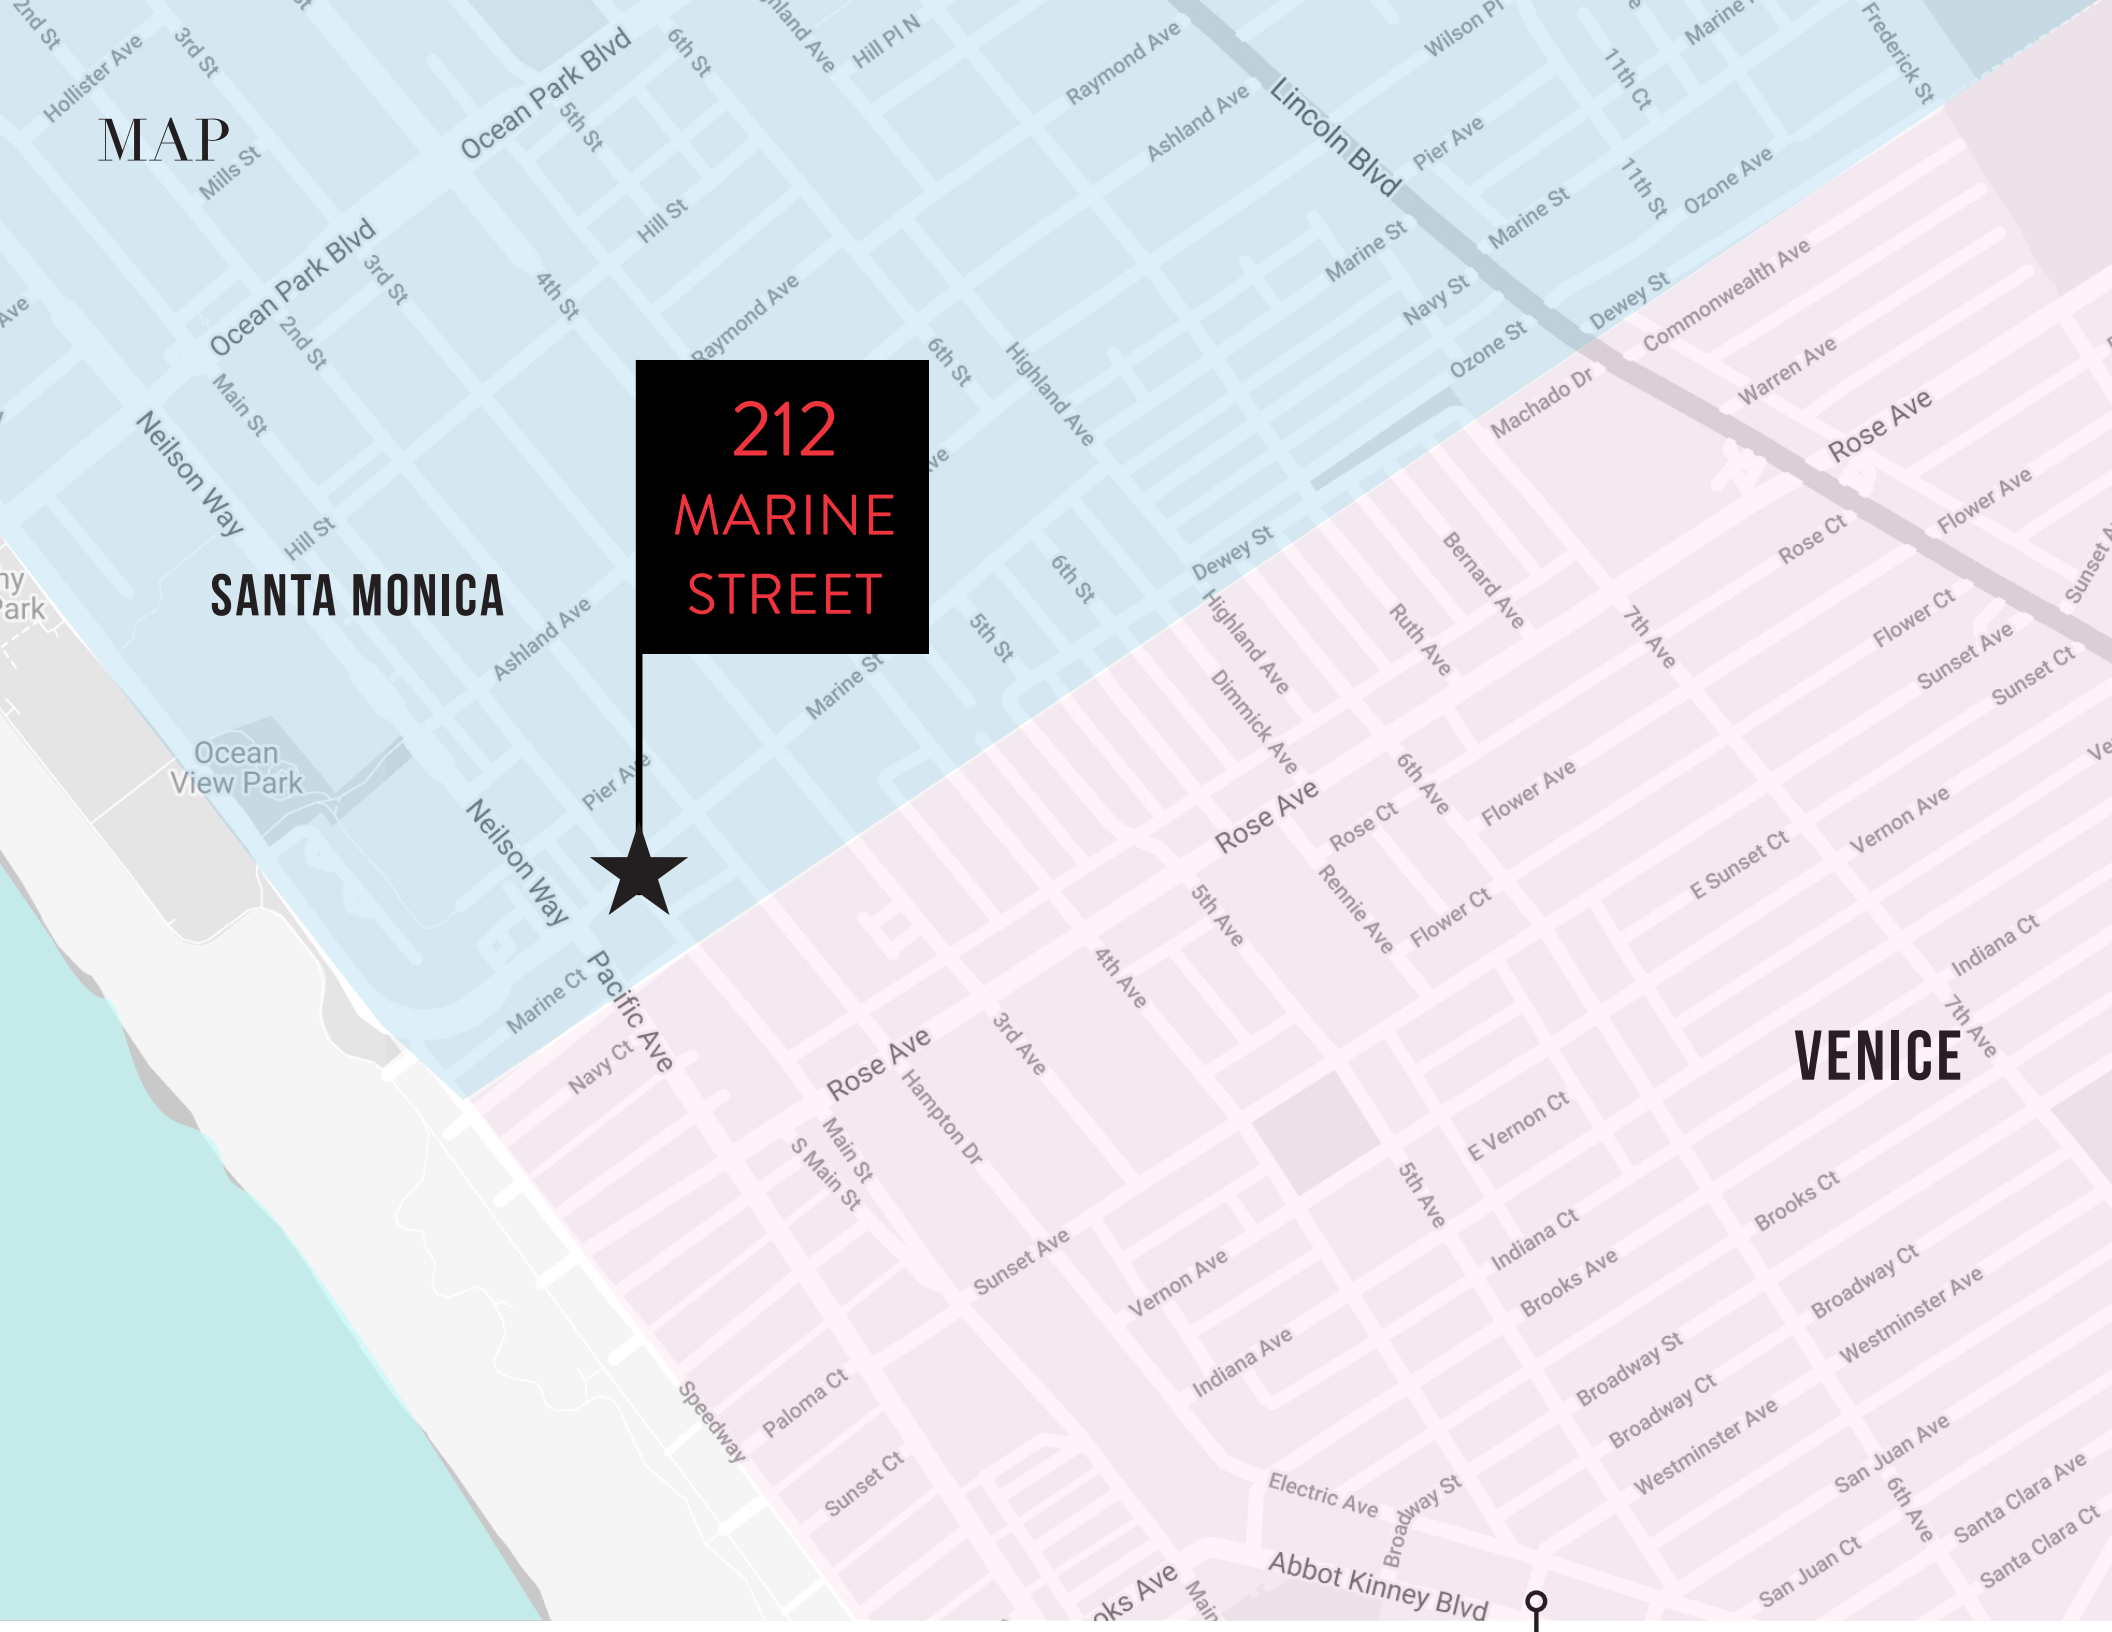 2nd St
Hollister Ave
3rd St
MAP
Mills St
Ocean Park Blvd
6th St
Hill Pl N
5th St
Hill St
Raymond Ave
Ashland Ave
Lincoln Blvd
Wilson Pl
Pier Ave
11th Ct
11th St
Marine
Frederick St
Ozone Ave
Marine St
Marine St
Navy St
Ozone St
Dewey St
Commonwealth Ave
Ocean Park Blvd
3rd St
2nd St
4th St
Raymond Ave
6th St
Highland Ave
Main St
Neilson Way
Hill St
SANTA MONICA
212
MARINE
STREET
Ashland Ave
Marine St
5th St
6th St
Dewey St
Machado Dr
Warren Ave
Rose Ave
Flower Ave
Rose Ct
Bernard Ave
Ruth Ave
Highland Ave
Dimmick Ave
7th Ave
Flower Ct
Sunset Ave
Sunset Ct
Park
Ocean
View Park
Pier Ave
Neilson Way
Pacific Ave
Marine Ct
Navy Ct
Rose Ave
Rose Ct
6th Ave
Flower Ave
Rennie Ave
Flower Ct
5th Ave
4th Ave
E Sunset Ct
Vernon Ave
Indiana Ct
7th Ave
VENICE
Rose Ave
3rd Ave
Hampton Dr
Main St
S Main St
E Vernon Ct
5th Ave
Indiana Ct
Brooks Ave
Brooks Ct
Broadway Ct
Westminster Ave
Sunset Ave
Vernon Ave
Indiana Ave
Speedway
Paloma Ct
Sunset Ct
Broadway St
Broadway Ct
Westminster Ave
San Juan Ave
6th Ave
Santa Clara Ave
Santa Clara Ct
San Juan Ct
Electric Ave
Broadway St
Abbot Kinney Blvd
Main